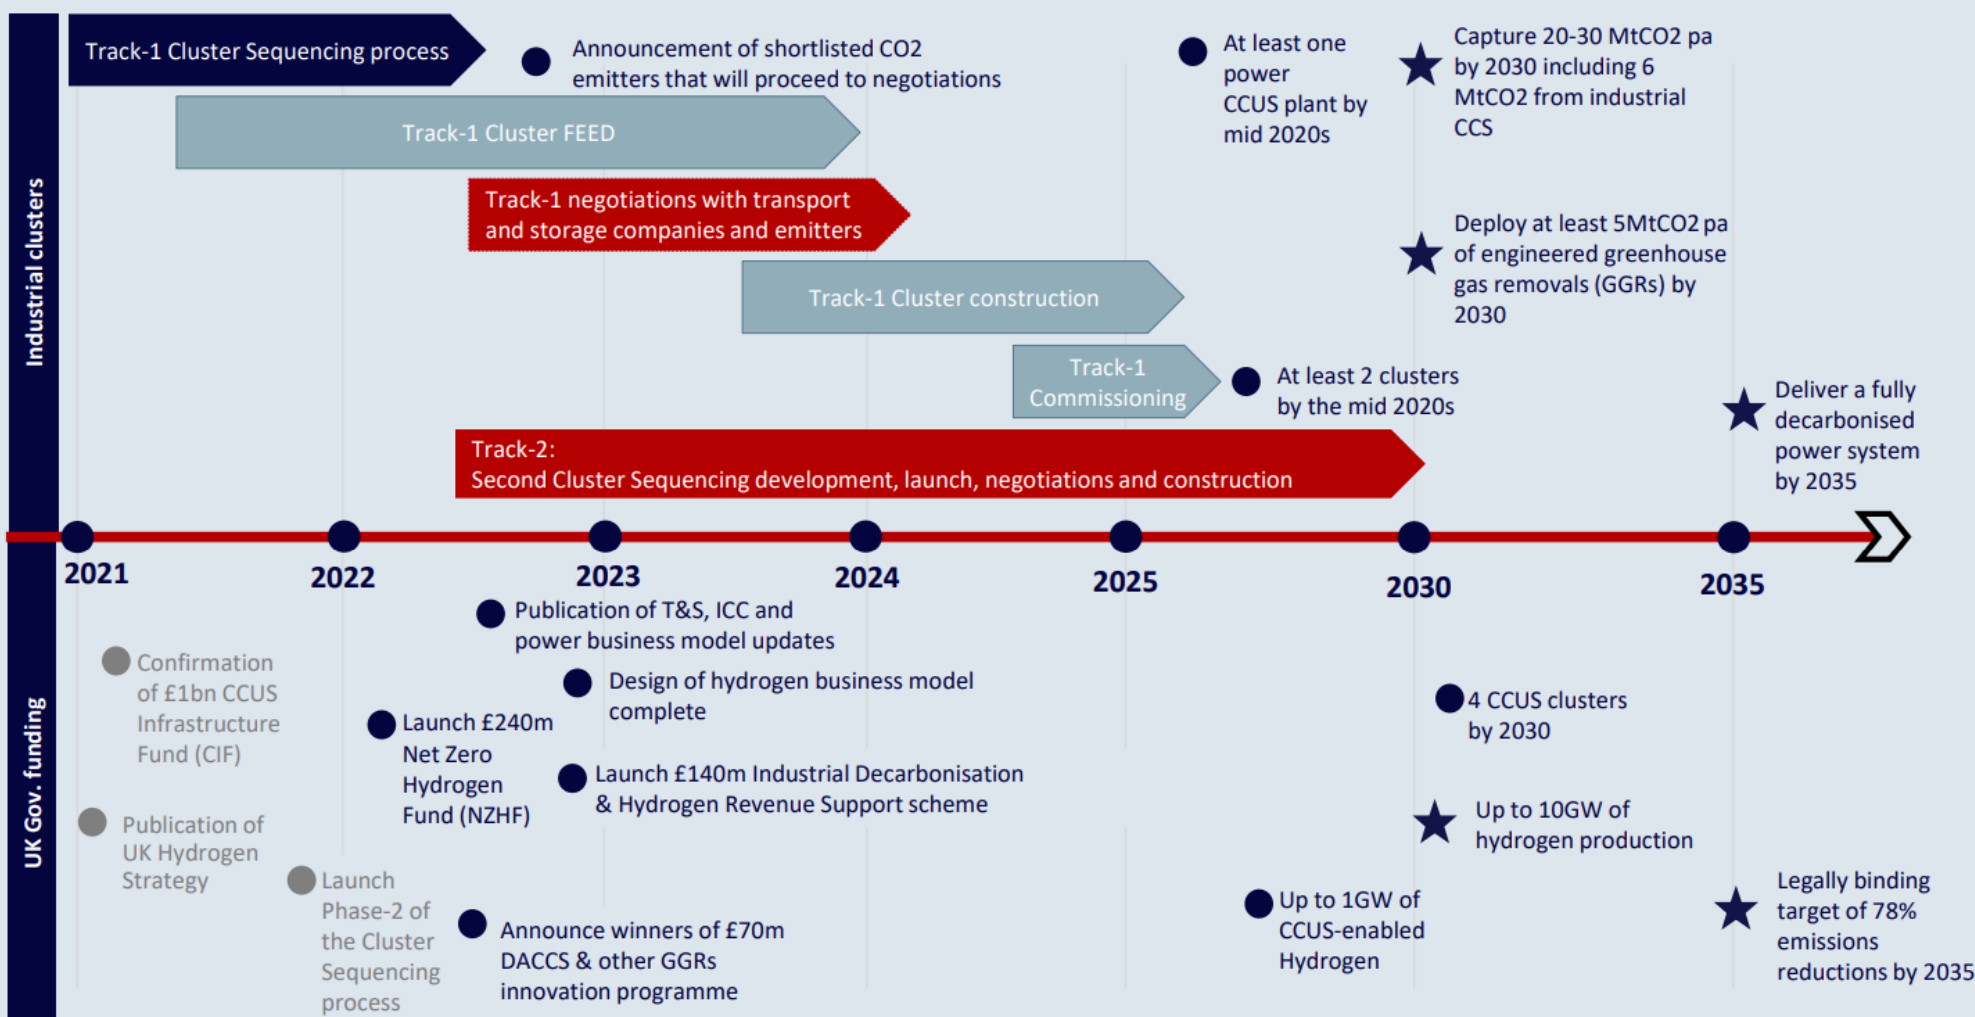 Industrial clusters
Track-1 Cluster Sequencing process
Announcement of shortlisted CO2
emitters that will proceed to negotiations
At least one
power
CCUS plant by
mid 2020s
Capture 20-30 MtCO2 pa
by 2030 including 6
MtCO2 from industrial
CCS
Track-1 Cluster FEED
Track-1 negotiations with transport
and storage companies and emitters
Deploy at least 5MtCO2 pa
of engineered greenhouse
gas removals (GGRs) by
2030
Track-1 Cluster construction
Track-1
Commissioning
At least 2 clusters
by the mid 2020s
Deliver a fully
decarbonised
power system
by 2035
Track-2:
Second Cluster Sequencing development, launch, negotiations and construction
2021
2022
2023
2024
2025
2030
2035
UK Gov. funding
Confirmation
of £1bn CCUS
Infrastructure
Fund (CIF)
Publication of
UK Hydrogen
Strategy
Launch
Phase-2 of
the Cluster
Sequencing
process
Launch £240m
Net Zero
Hydrogen
Fund (NZHF)
Publication of T&S, ICC and
power business model updates
Design of hydrogen business model
complete
Launch £140m Industrial Decarbonisation
& Hydrogen Revenue Support scheme
Announce winners of £70m
DACCS & other GGRs
innovation programme
Up to 1GW of
CCUS-enabled
Hydrogen
4 CCUS clusters
by 2030
Up to 10GW of
hydrogen production
Legally binding
target of 78%
emissions
reductions by 2035